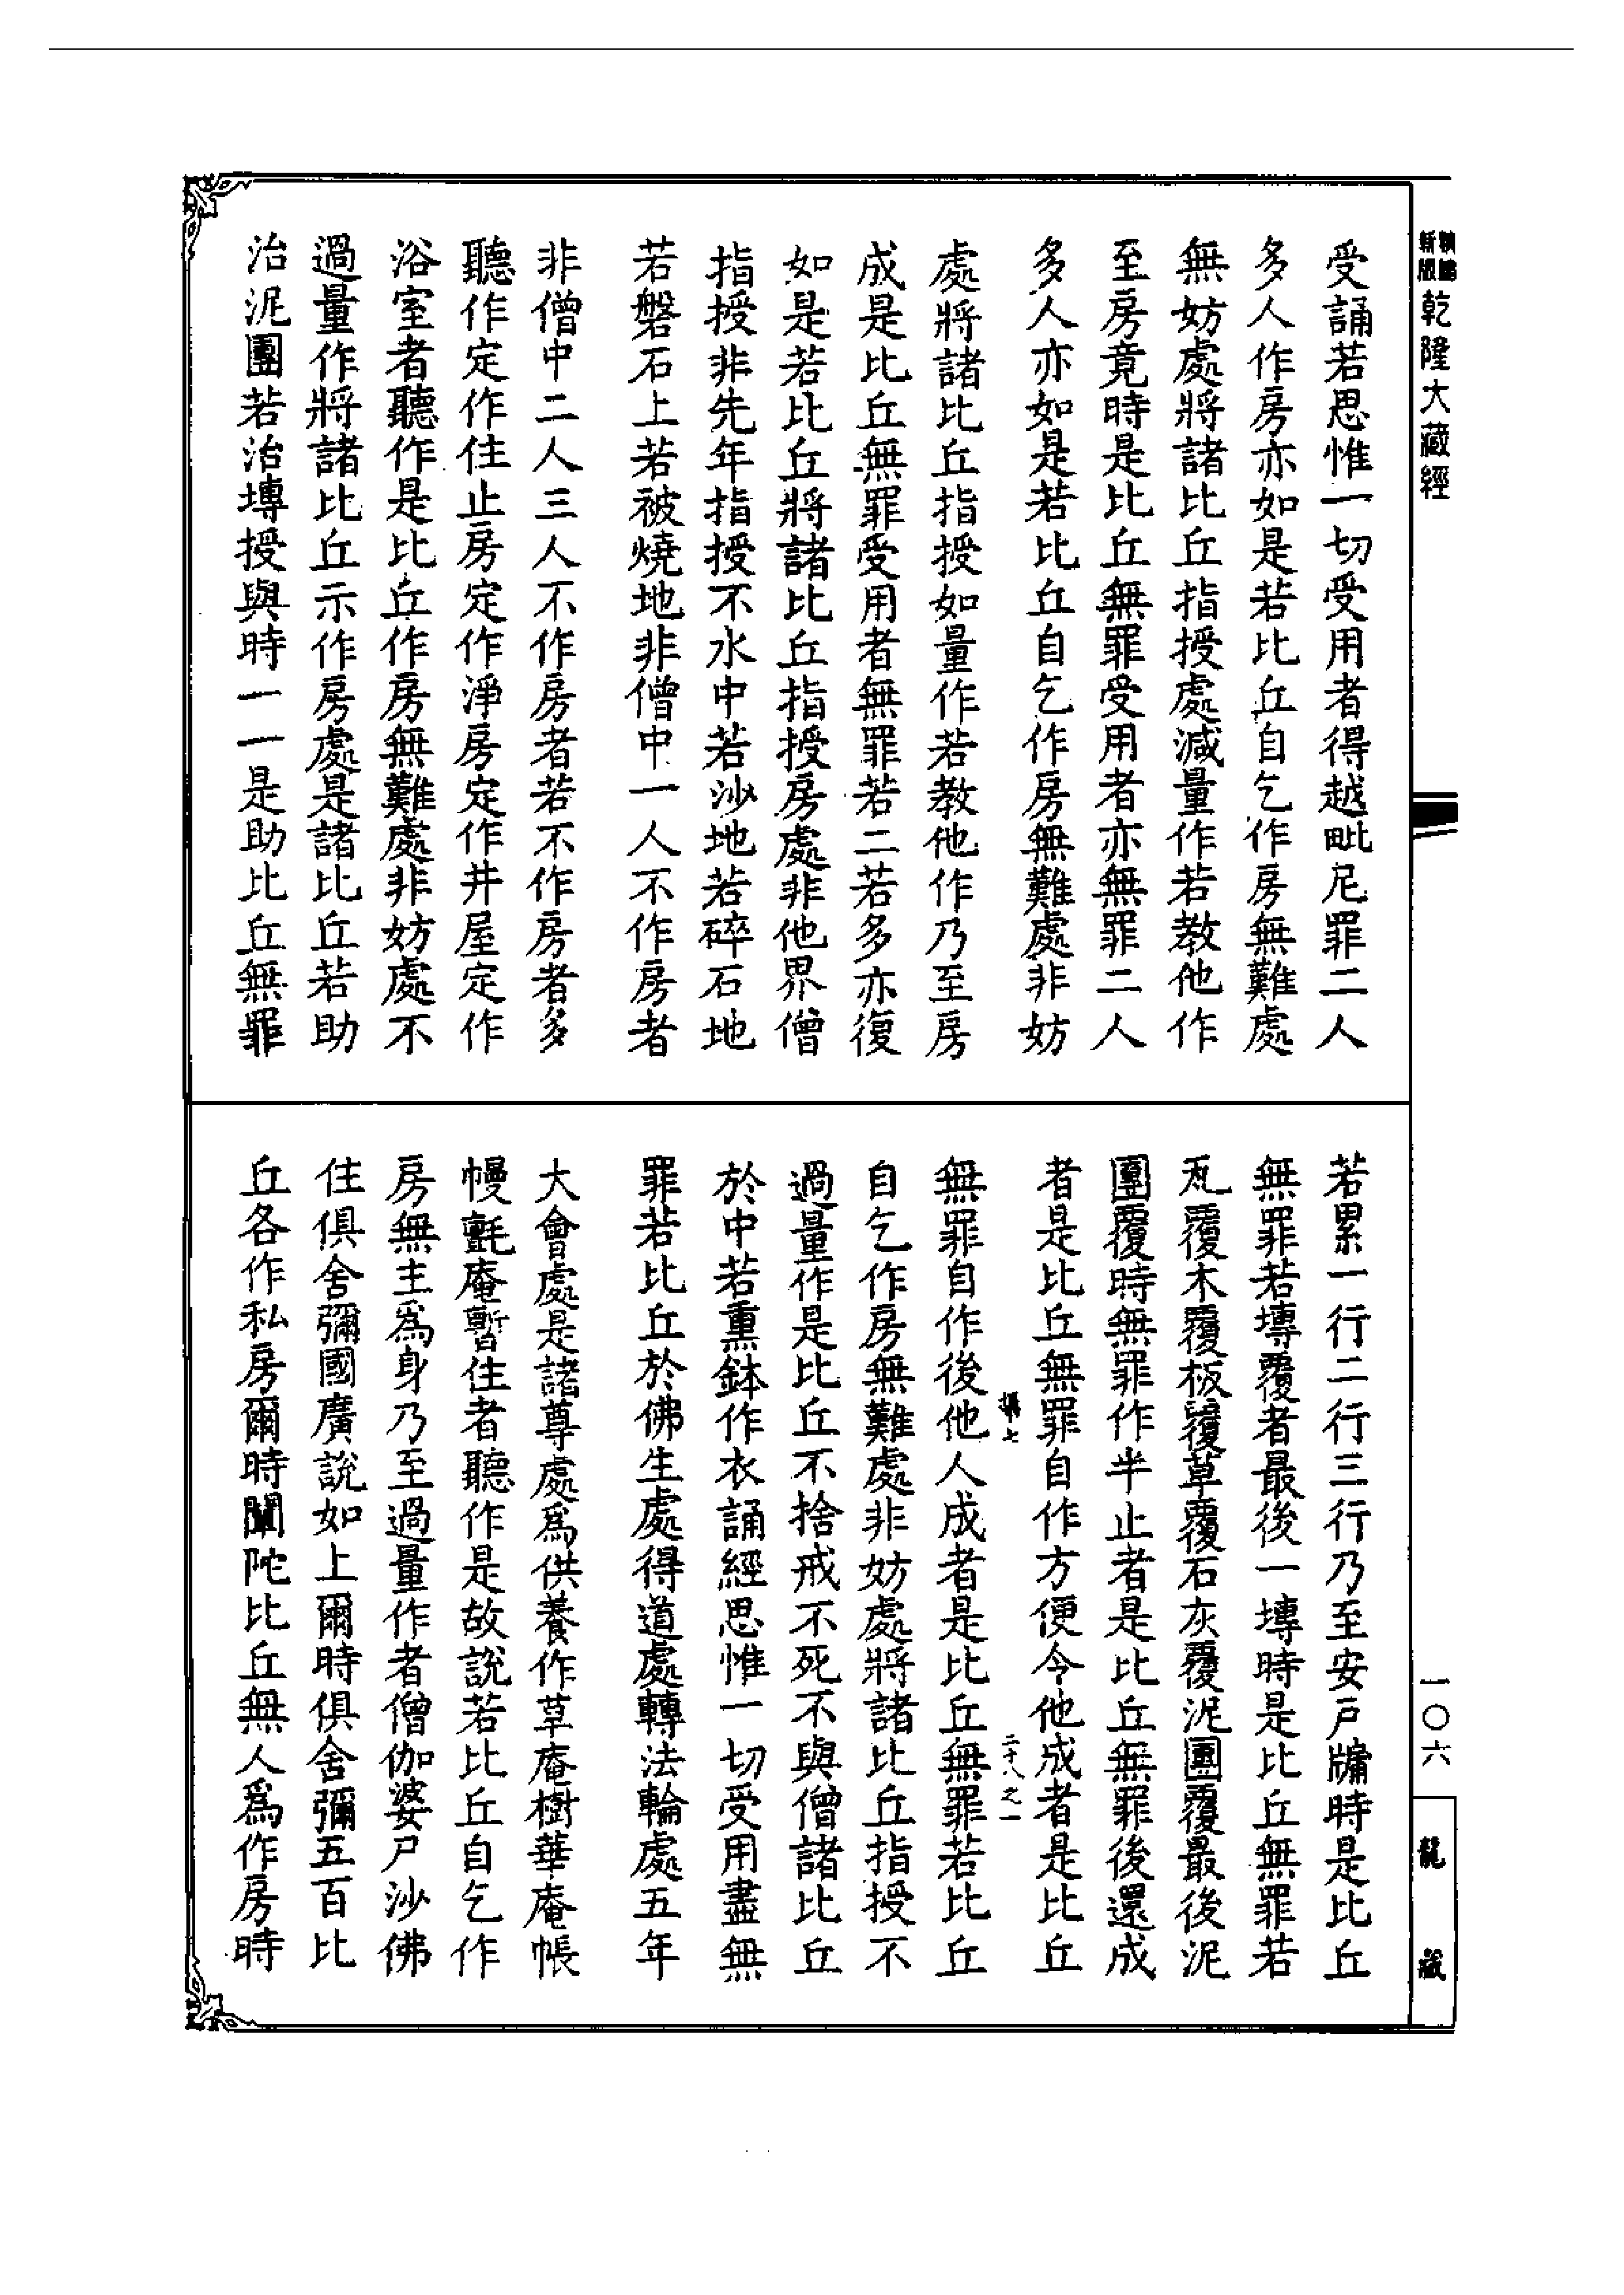 新版
乾隆大藏經
受誦若思惟一切受用者得越毗尼罪二人
多人作房亦如是若比丘自乞作房無難處
無妨處將諸比丘指授處減量作若教他作
至房竟時是比丘無罪受用者亦無罪二人
多人亦如是若比丘自乞作房無難處非妨
處將諸比丘指授如量作若教他作乃至房
成是比丘無罪受用者無罪若二若多亦復
如是若比丘將諸比丘指授房處非他界僧
指授非先年指授不水中若沙地若碎石地
若磐石上若被燒地非僧中一人不作房者
非僧中二人三人不作房者若不作房者多
聽作定作住止房定作淨房定作井屋定作
浴室者聽作是比丘作房無難處非妨處不
過量作將諸比丘示作房處是諸比丘若助
治泥團若治塼授與時一一是助比丘無罪
若累一行二行三行乃至安戸牖時是比丘
無罪若塼覆者最後一塼時是比丘無罪若
瓦覆木覆板覆草覆石灰覆泥團覆最後泥
團覆時無罪作半止者是比丘無罪後還成
者是比丘無罪自作方便令他成者是比丘
無罪自作後他人成者是比丘無罪若比丘
自乞作房無難處非妨處將諸比丘指授不
過量作是比丘不捨戒不死不與僧諸比丘
於中若熏鉢作衣誦經思惟一切受用盡無
罪若比丘於佛生處得道處轉法輪處五年
大會處是諸尊處爲供養作草庵樹華庵帳
幔氈庵暫住者聽作是故說若比丘自乞作
房無主爲身乃至過量作者僧伽婆尸沙佛
住俱舍彌國廣說如上爾時俱舍彌五百比
丘各作私房爾時闡陀比丘無人爲作房時
二十八之一
一〇六
龍藏